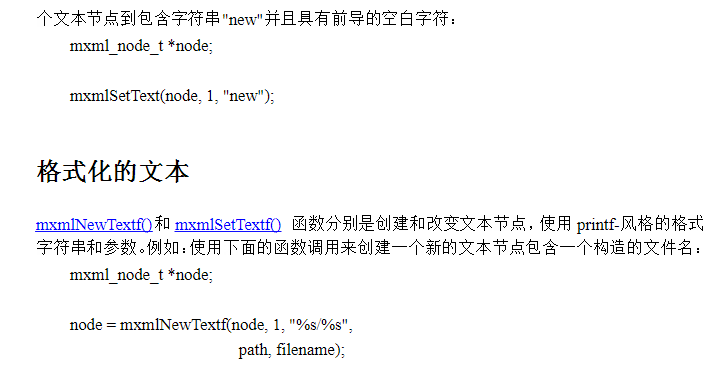 个文本节点到包含字符串"new"并且具有前导的空白字符：
mxml_node_t *node;
mxmlSetText(node, 1, "new");
格式化的文本
mxmlNewTextf()和 mxmlSetTextf() 函数分别是创建和改变文本节点，使用 printf-风格的格式
字符串和参数。例如：使用下面的函数调用来创建一个新的文本节点包含一个构造的文件名：
mxml_node_t *node;
node = mxmlNewTextf(node, 1, "%s/%s",
path, filename);